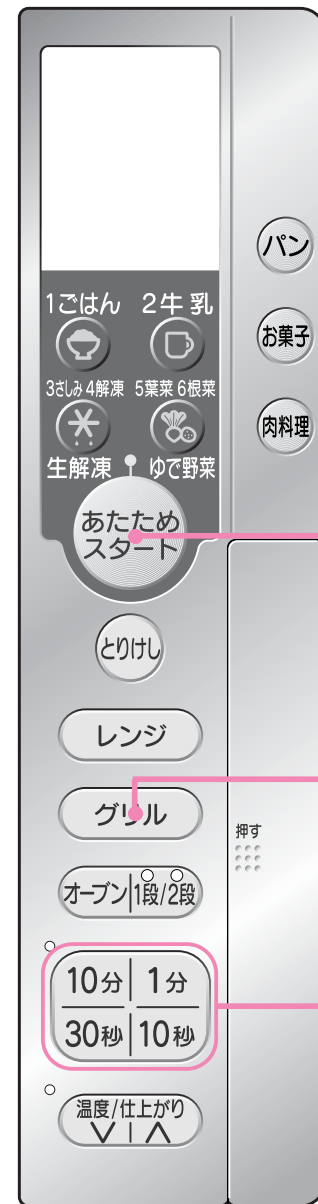 パン
お菓子
肉料理
1ごはん 2牛乳
3さしみ 4解凍 5葉菜 6根菜
生解凍 ゆで野菜
あたため
スタート
とりけし
レンジ
グリル
押す
オーブン 1段/2段
10分 1分
30秒 10秒
温度/仕上がり